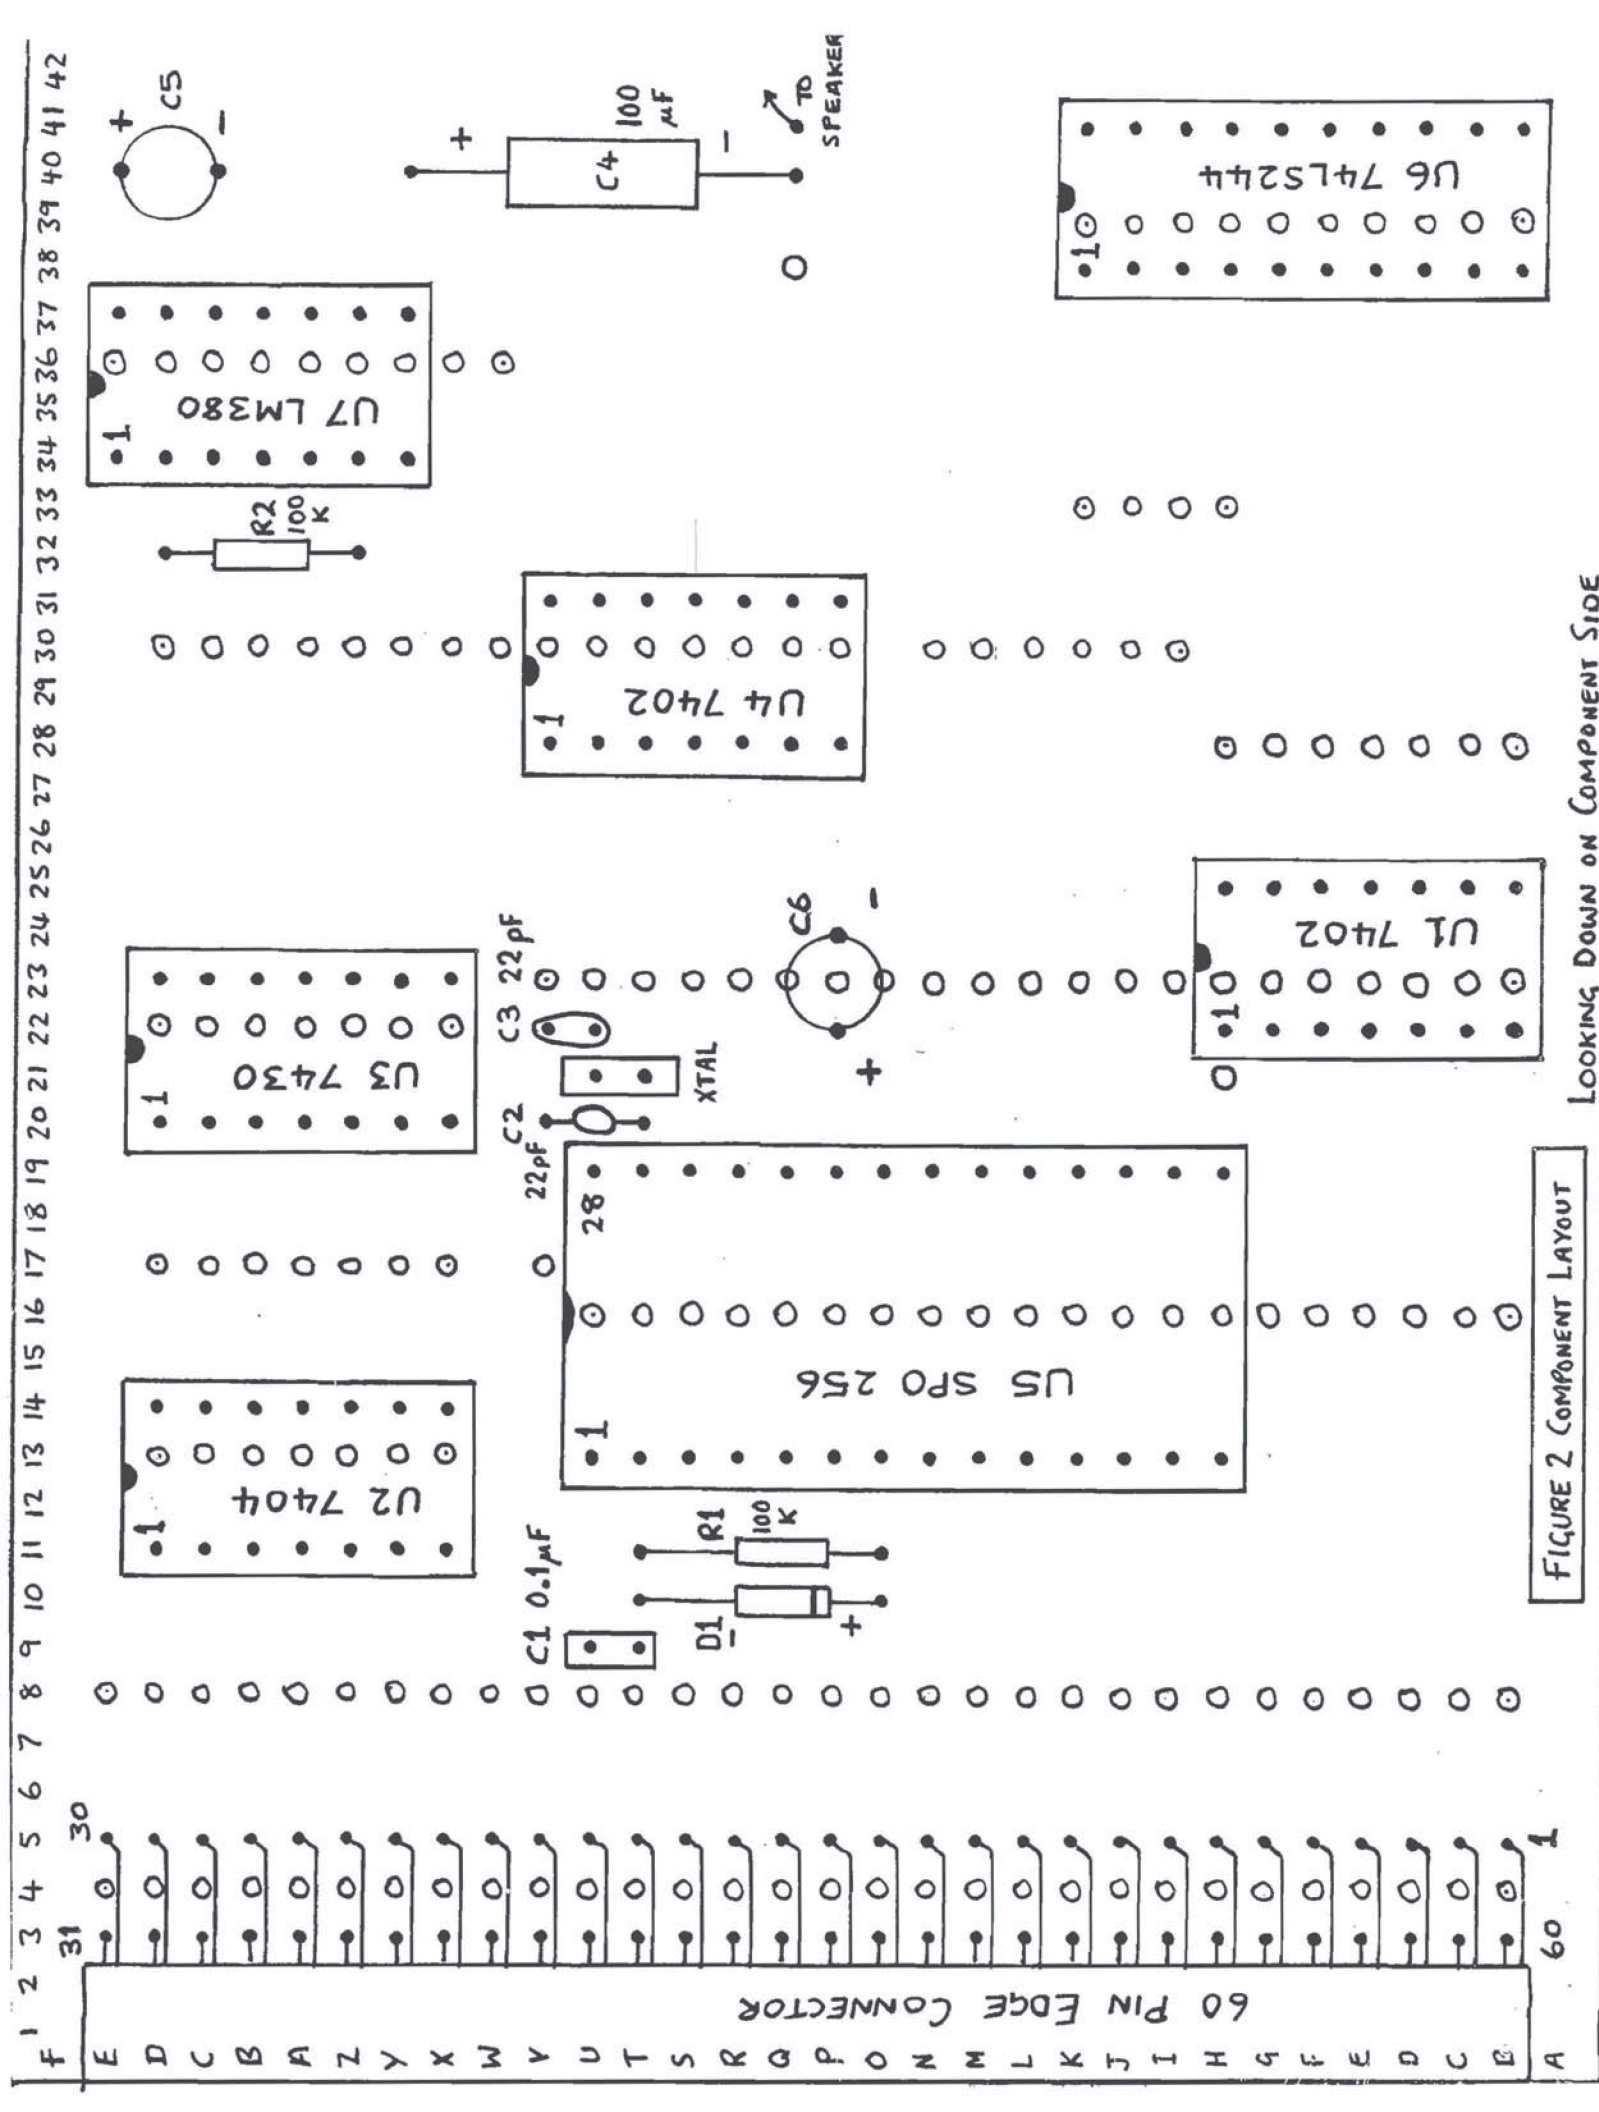 1 2 3 4 5 6 7 8 9 10 11 12 13 14 15 16 17 18 19 20 21 22 23 24 25 26 27 28 29 30 31 32 33 34 35 36 37 38 39 40 41 42
F
E
D
C
B
A
Z
Y
X
W
V
U
T
S
R
Q
P
O
N
M
L
K
J
I
H
G
F
E
D
C
B
A
60 PIN EDGE CONNECTOR
31
30
60
1
C1 0.1µF
D1
-
+
R1
100
K
1
U2 7404
1
28
U5 SPO 256
22pF
C2
XTAL
C3
22pF
1
U3 7430
C6
+
-
1
U1 7402
1
U4 7402
R2
100
K
1
U7 LM380
+
C5
-
+
C4
100
µF
-
TO
SPEAKER
1
U6 74LS244
FIGURE 2 COMPONENT LAYOUT
LOOKING DOWN ON COMPONENT SIDE